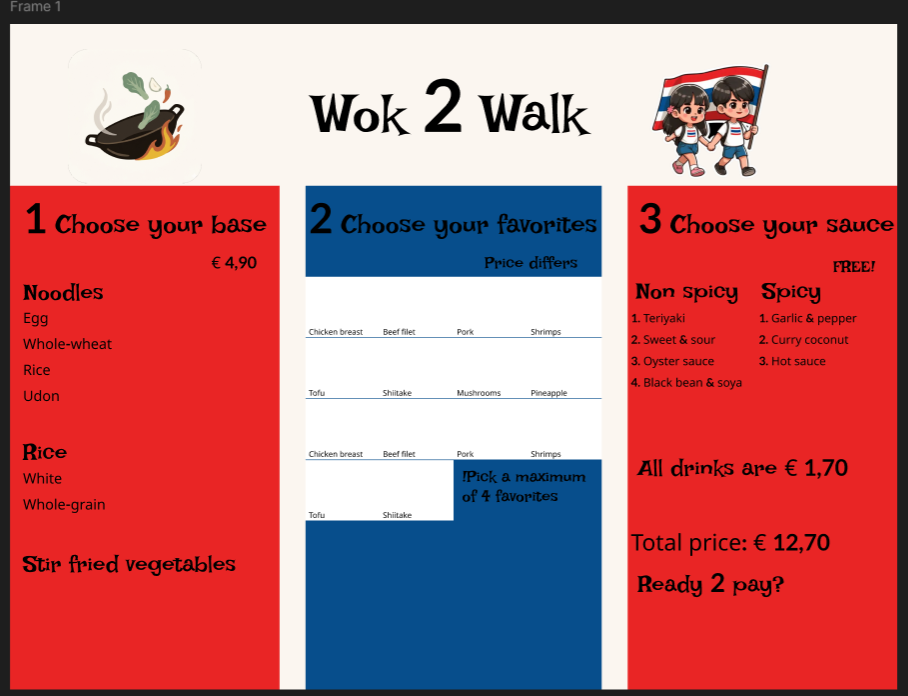 Frame 1
Wok 2 Walk
1 Choose your base
€ 4,90
Noodles
Egg
Whole-wheat
Rice
Udon
Rice
White
Whole-grain
Stir fried vegetables
2 Choose your favorites
Price differs
Chicken breast Beef filet Pork Shrimps
Tofu Shiitake Mushrooms Pineapple
Chicken breast Beef filet Pork Shrimps
Tofu Shiitake
!Pick a maximum
of 4 favorites
3 Choose your sauce
FREE!
Non spicy Spicy
1. Teriyaki 1. Garlic & pepper
2. Sweet & sour 2. Curry coconut
3. Oyster sauce 3. Hot sauce
4. Black bean & soya
All drinks are € 1,70
Total price: € 12,70
Ready 2 pay?